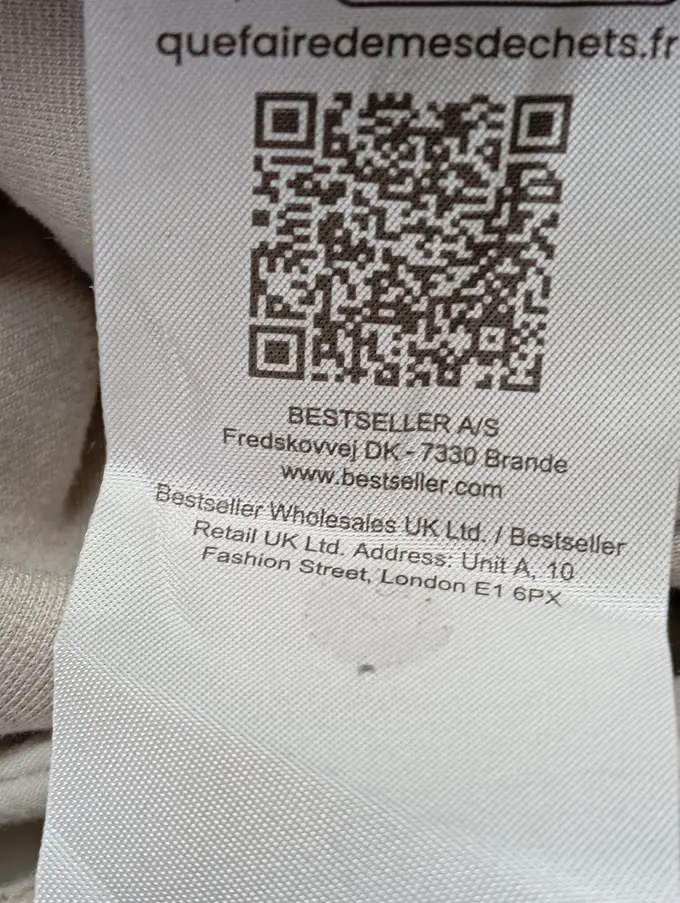 quefairedemesdechets.fr
BESTSELLER A/S
Fredskovvej DK - 7330 Brande
www.bestseller.com
Bestseller Wholesales UK Ltd. / Bestseller
Retail UK Ltd. Address: Unit A, 10
Fashion Street, London E1 6PX